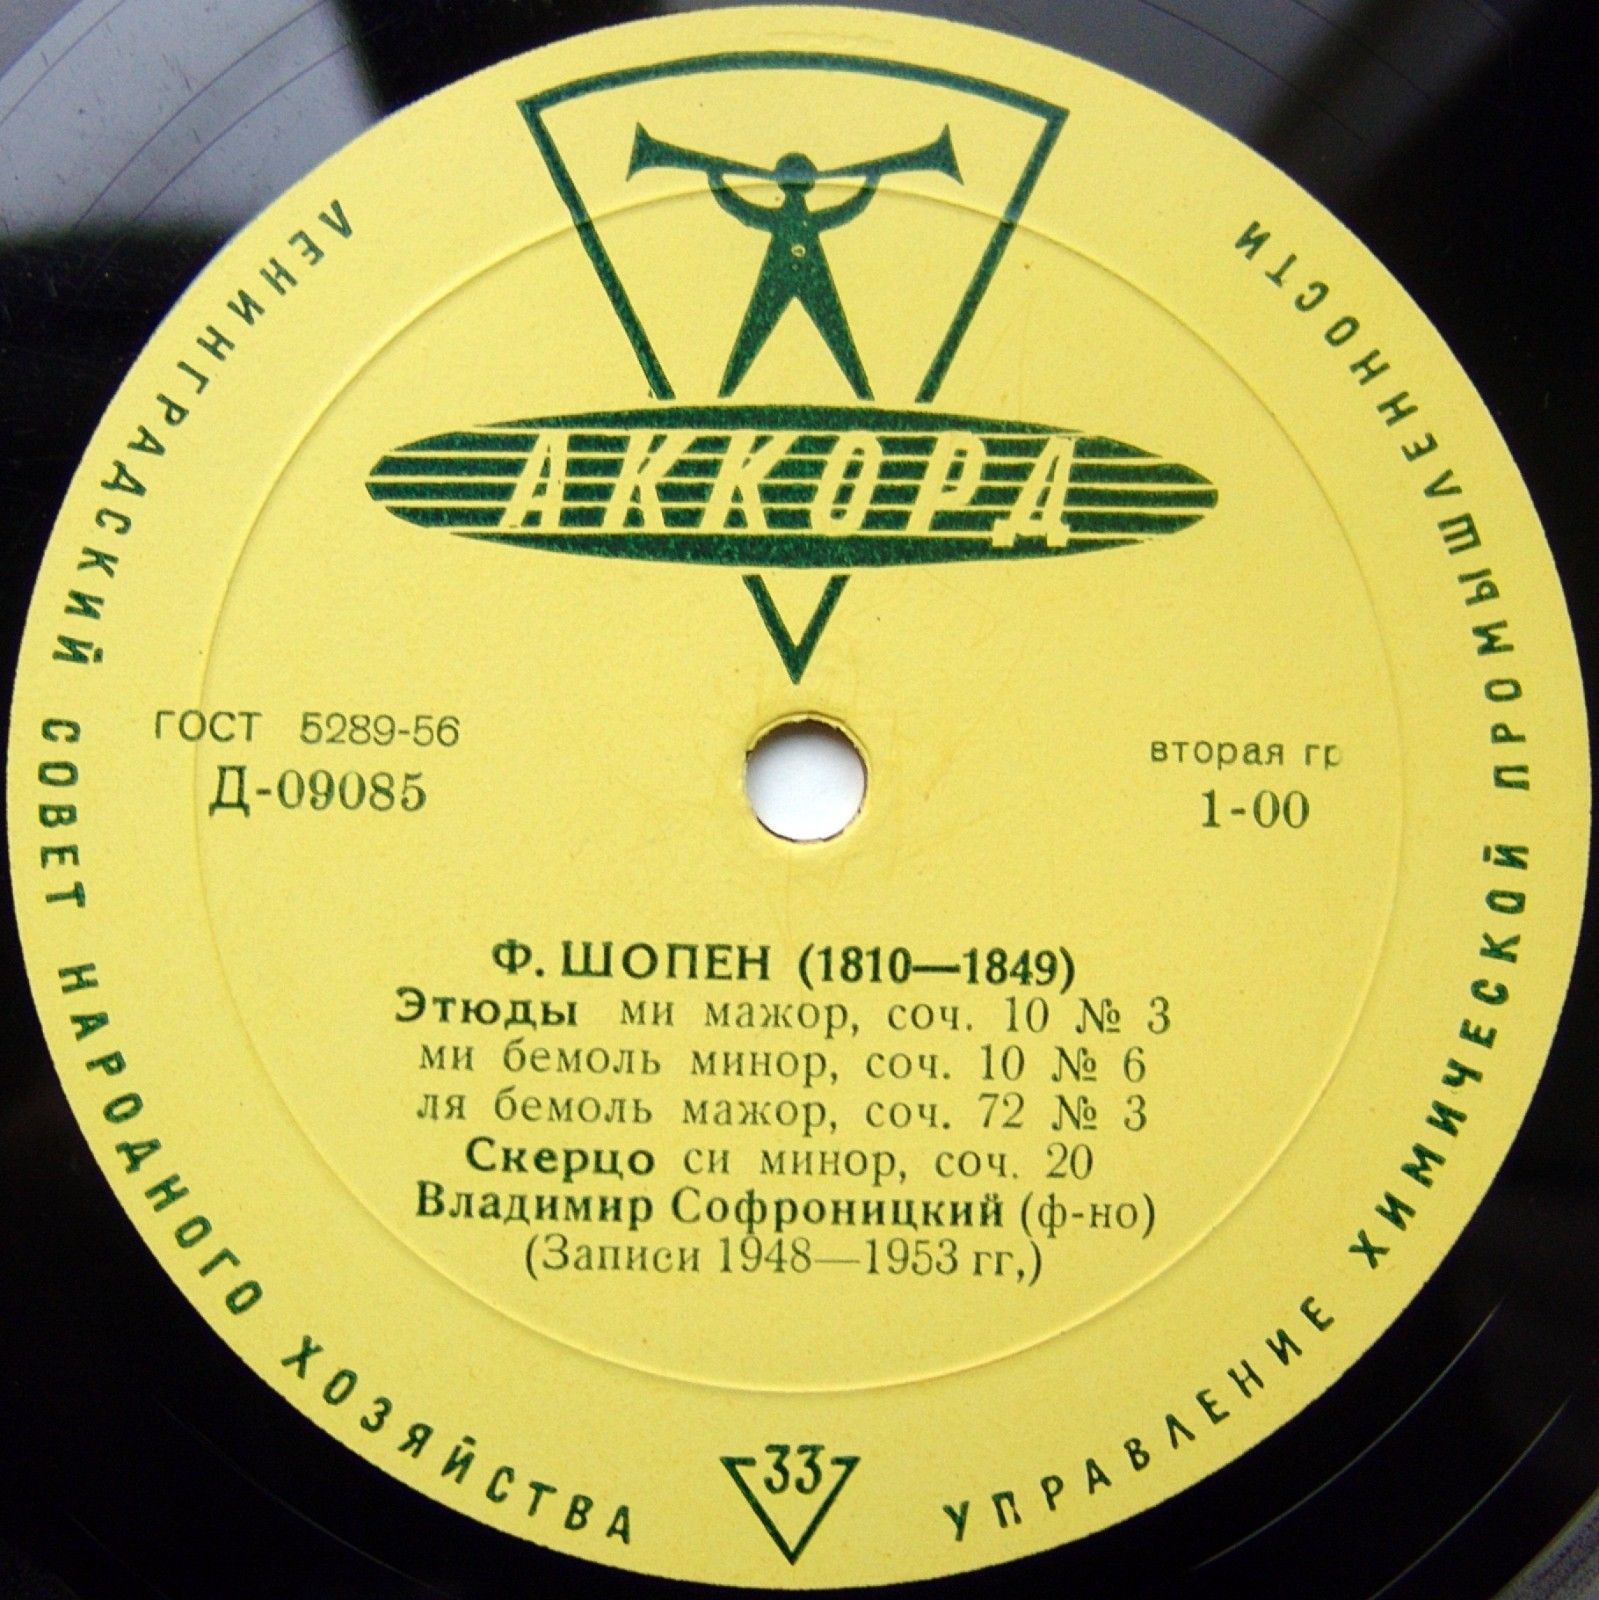 ЛЕНИНГРАДСКИЙ СОВЕТ НАРОДНОГО ХОЗЯЙСТВА
УПРАВЛЕНИЕ ХИМИЧЕСКОЙ ПРОМЫШЛЕННОСТИ
АККОРД
ГОСТ 5289-56
Д-09085
вторая гр
1-00
Ф. ШОПЕН (1810—1849)
Этюды ми мажор, соч. 10 № 3
ми бемоль минор, соч. 10 № 6
ля бемоль мажор, соч. 72 № 3
Скерцо си минор, соч. 20
Владимир Софроницкий (ф-но)
(Записи 1948—1953 гг,)
33